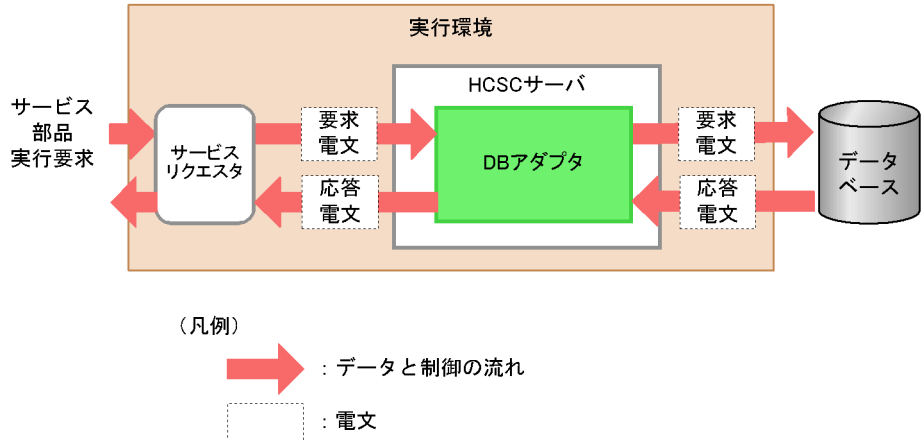 実行環境
HCSCサーバ
サービス
部品
実行要求
サービス
リクエスタ
要求
電文
DBアダプタ
要求
電文
応答
電文
応答
電文
データ
ベース
（凡例）
：データと制御の流れ
：電文